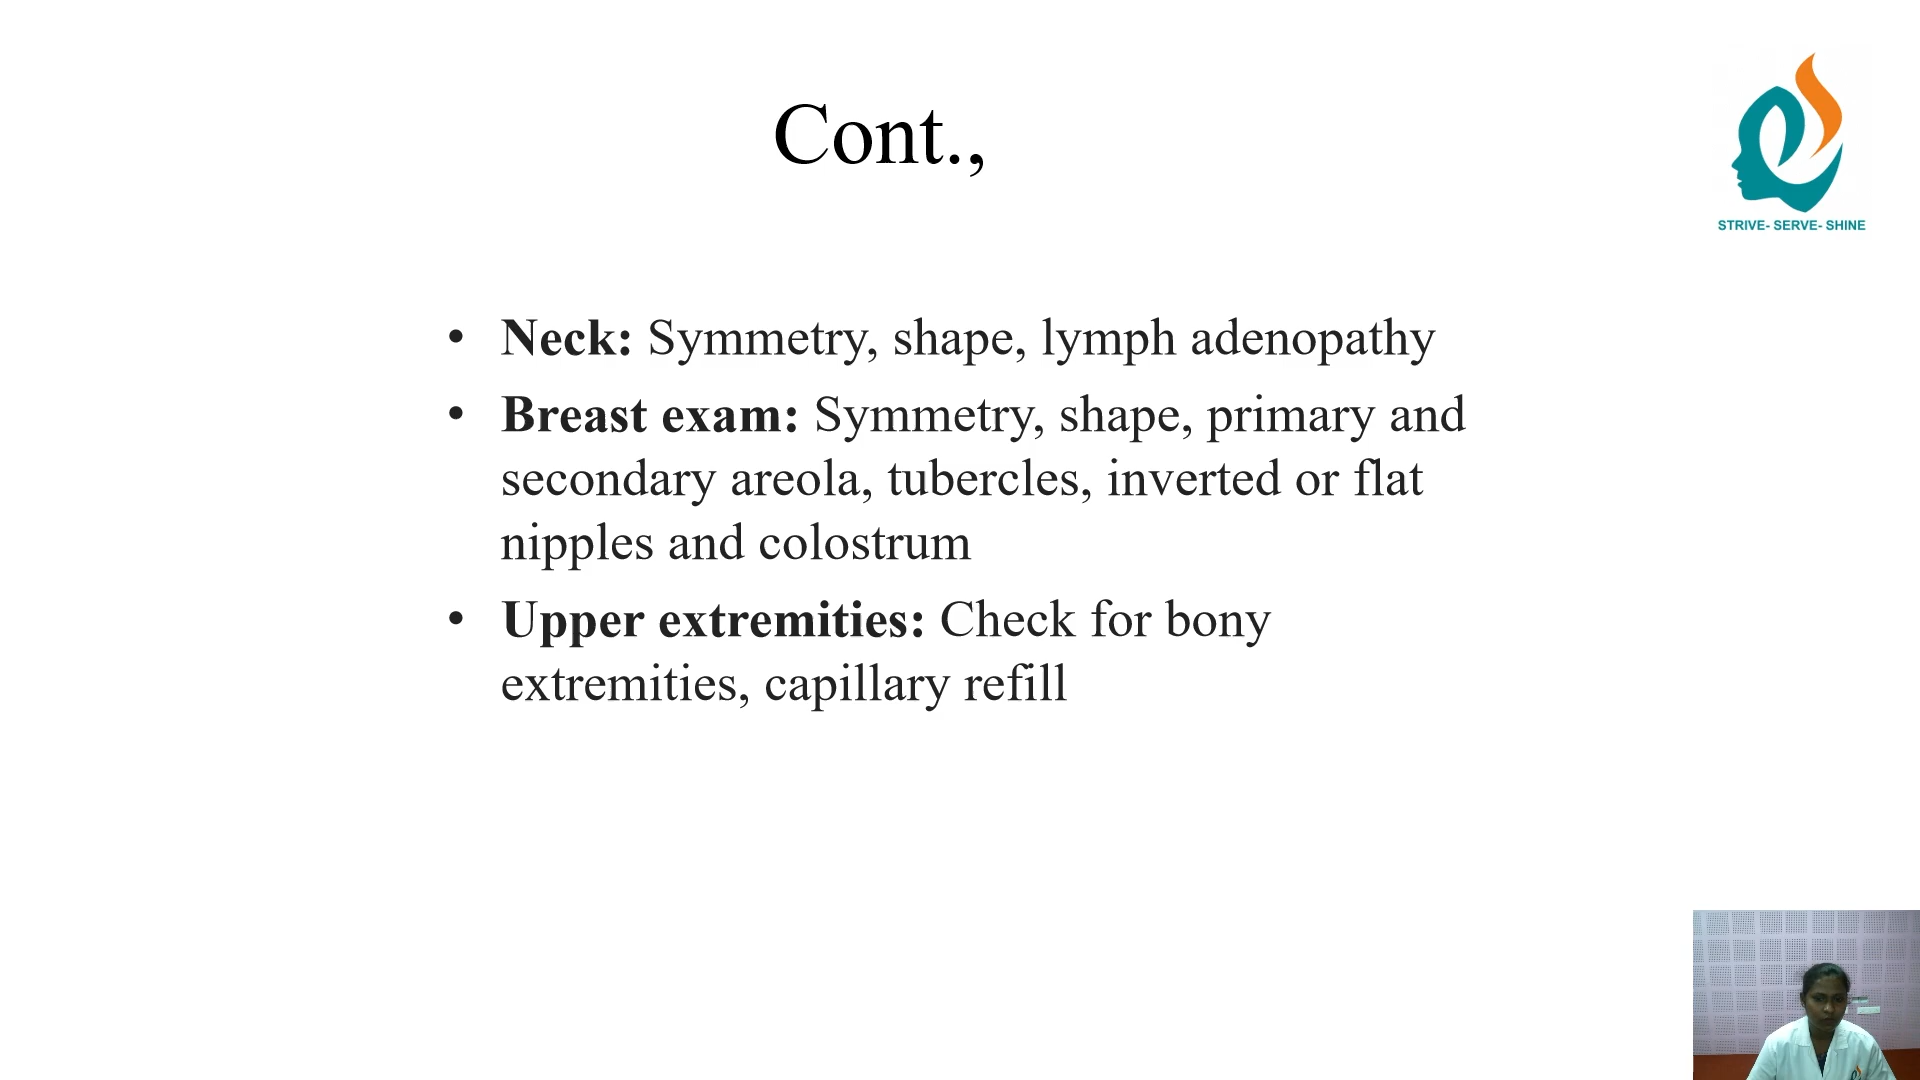 Cont.,
STRIVE- SERVE- SHINE
• Neck: Symmetry, shape, lymph adenopathy
• Breast exam: Symmetry, shape, primary and
secondary areola, tubercles, inverted or flat
nipples and colostrum
• Upper extremities: Check for bony
extremities, capillary refill